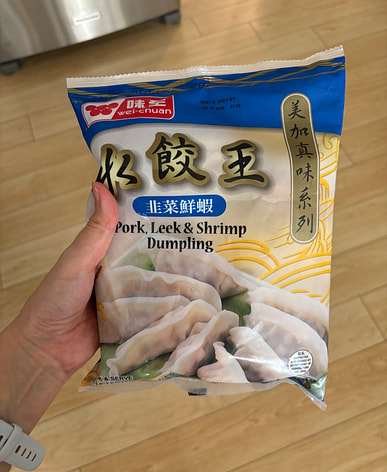 味全
wei-chuan
水餃王
美加真味系列
韭菜鮮蝦
Pork, Leek & Shrimp
Dumpling
& SERVE